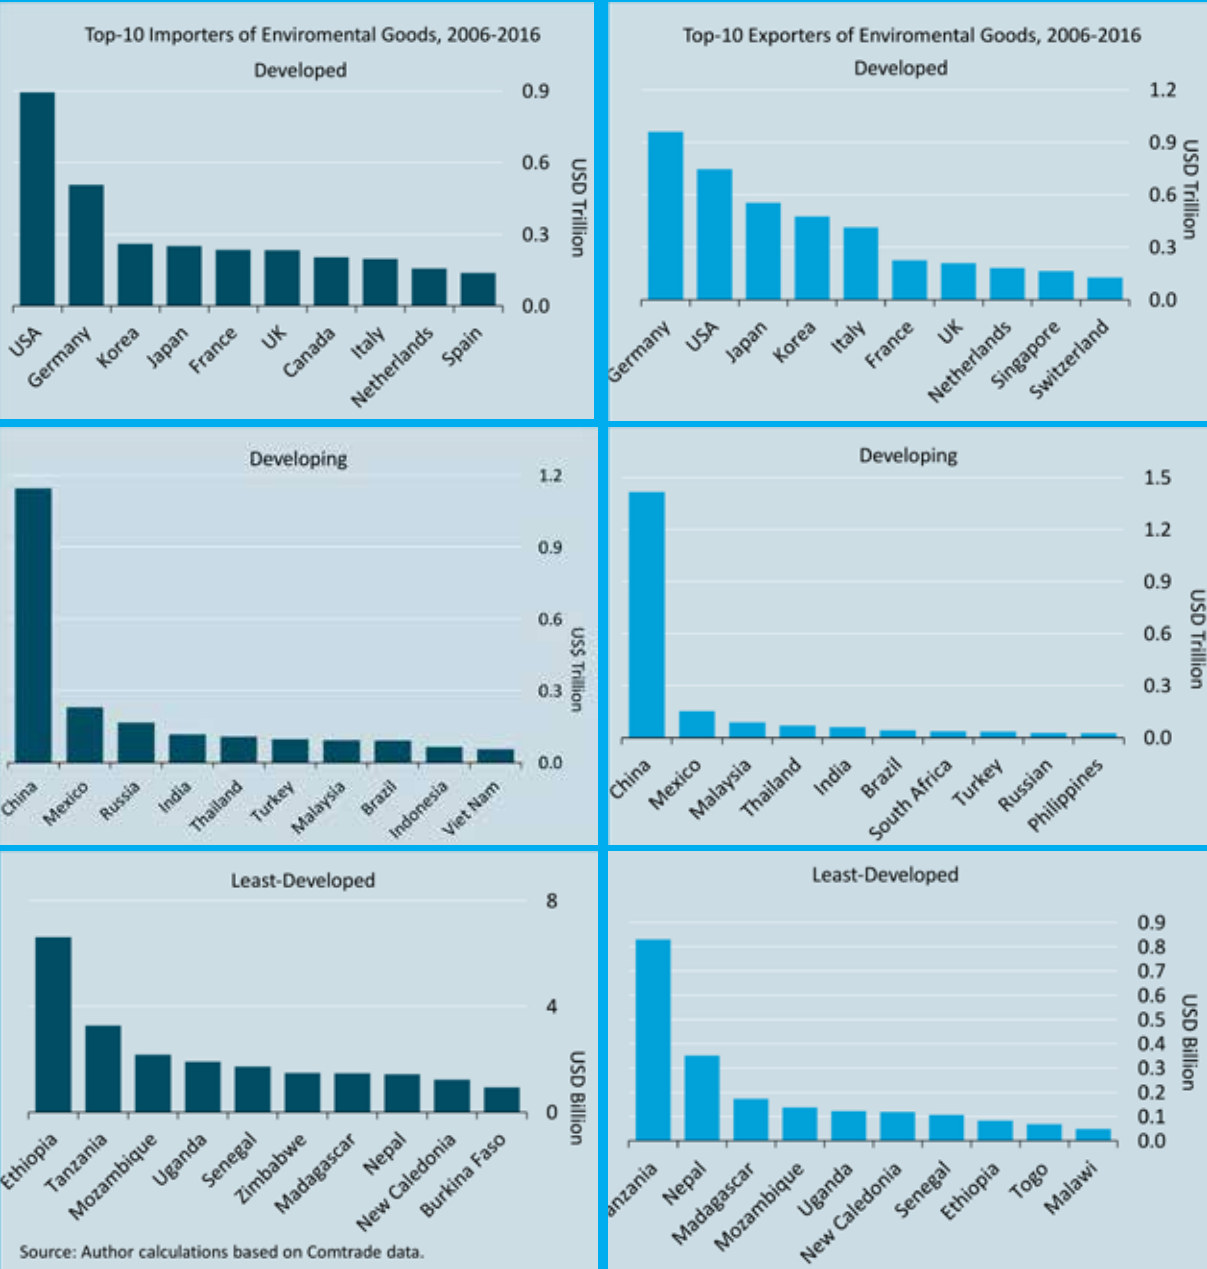 Top-10 Importers of Enviromental Goods, 2006-2016
Developed
0.9
0.6
0.3
0.0
USD Trillion
USA
Germany
Korea
Japan
France
UK
Canada
Italy
Netherlands
Spain
Top-10 Exporters of Enviromental Goods, 2006-2016
Developed
1.2
0.9
0.6
0.3
0.0
USD Trillion
Germany
USA
Japan
Korea
Italy
France
UK
Netherlands
Singapore
Switzerland
Developing
1.2
0.9
0.6
0.3
0.0
US$ Trillion
China
Mexico
Russia
India
Thailand
Turkey
Malaysia
Brazil
Indonesia
Viet Nam
Developing
1.5
1.2
0.9
0.6
0.3
0.0
USD Trillion
China
Mexico
Malaysia
Thailand
India
Brazil
South Africa
Turkey
Russian
Philippines
Least-Developed
8
4
0
USD Billion
Ethiopia
Tanzania
Mozambique
Uganda
Senegal
Zimbabwe
Madagascar
Nepal
New Caledonia
Burkina Faso
Source: Author calculations based on Comtrade data.
Least-Developed
0.9
0.8
0.7
0.6
0.5
0.4
0.3
0.2
0.1
0.0
USD Billion
anzania
Nepal
Madagascar
Mozambique
Uganda
New Caledonia
Senegal
Ethiopia
Togo
Malawi